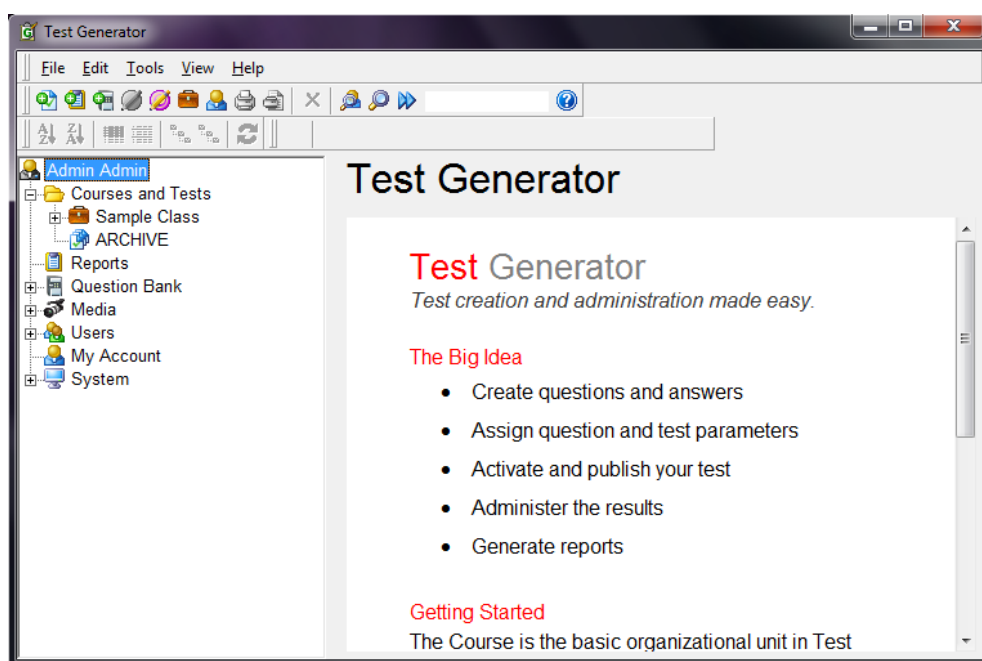 Test Generator
File Edit Tools View Help
Admin Admin
Courses and Tests
Sample Class
ARCHIVE
Reports
Question Bank
Media
Users
My Account
System
Test Generator
Test Generator
Test creation and administration made easy.
The Big Idea
• Create questions and answers
• Assign question and test parameters
• Activate and publish your test
• Administer the results
• Generate reports
Getting Started
The Course is the basic organizational unit in Test